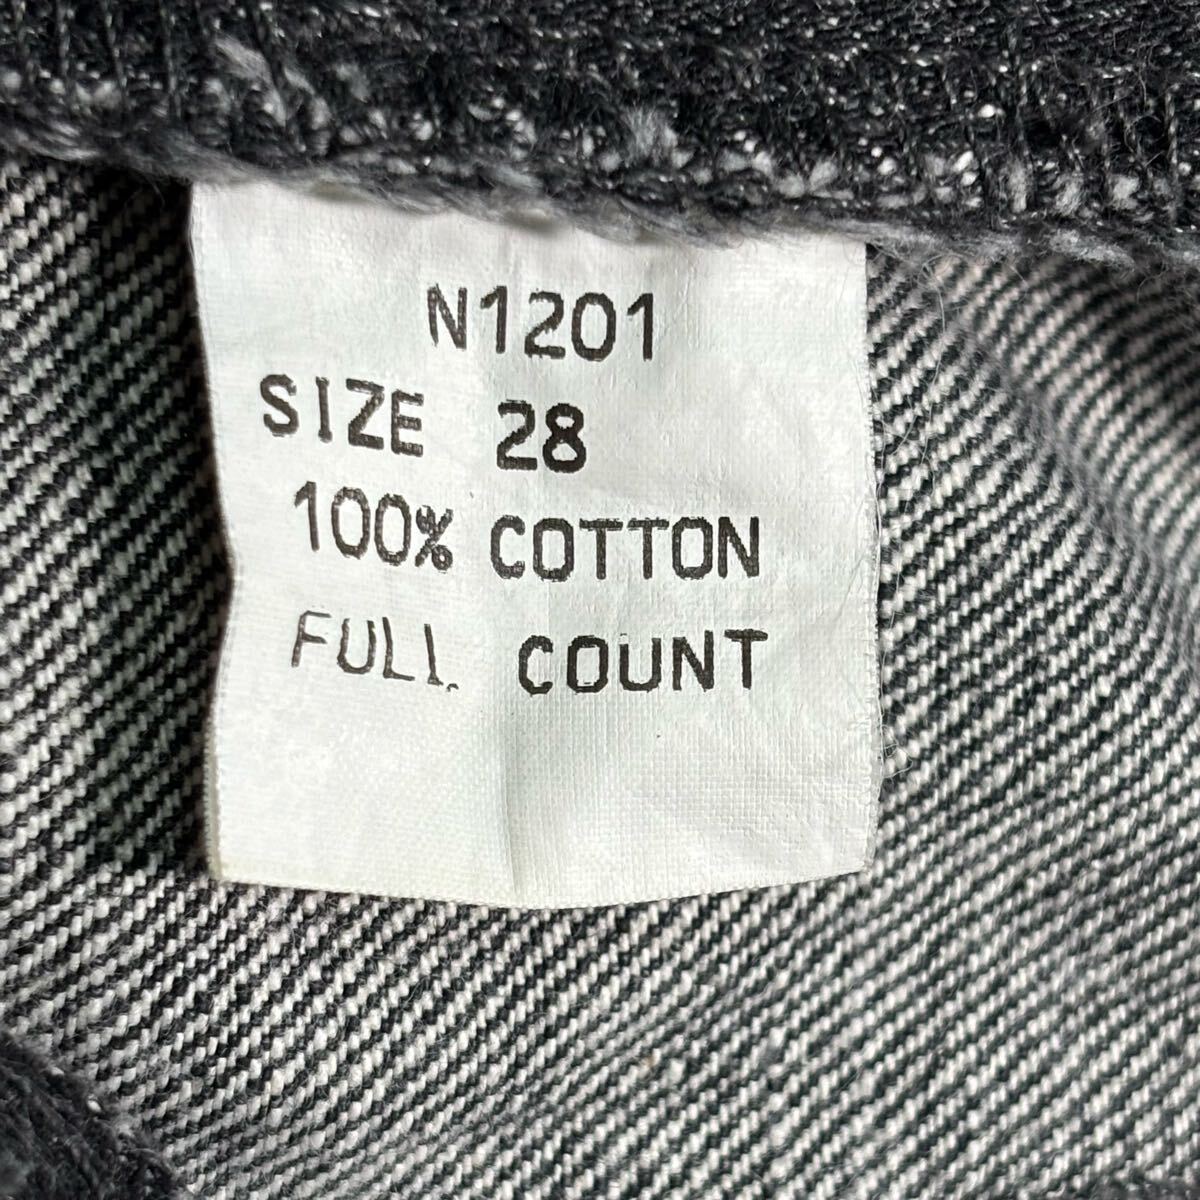 N1201
SIZE 28
100% COTTON
FULL COUNT